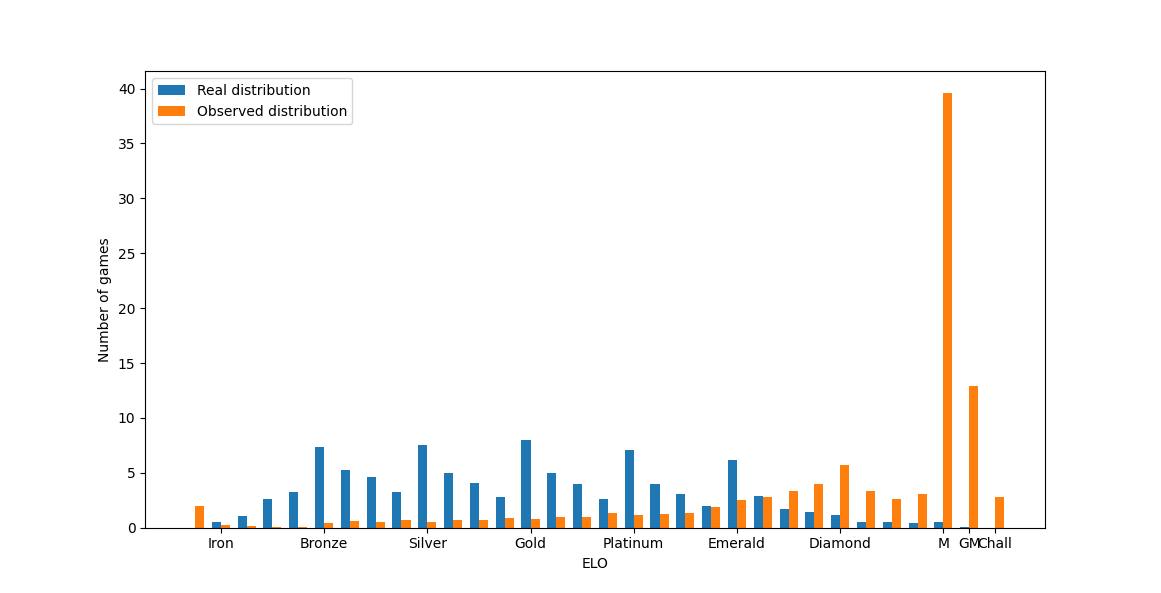 Real distribution
Observed distribution
40
35
30
25
20
15
10
5
0
Number of games
Iron Bronze Silver Gold Platinum Emerald Diamond M GM Chall
ELO